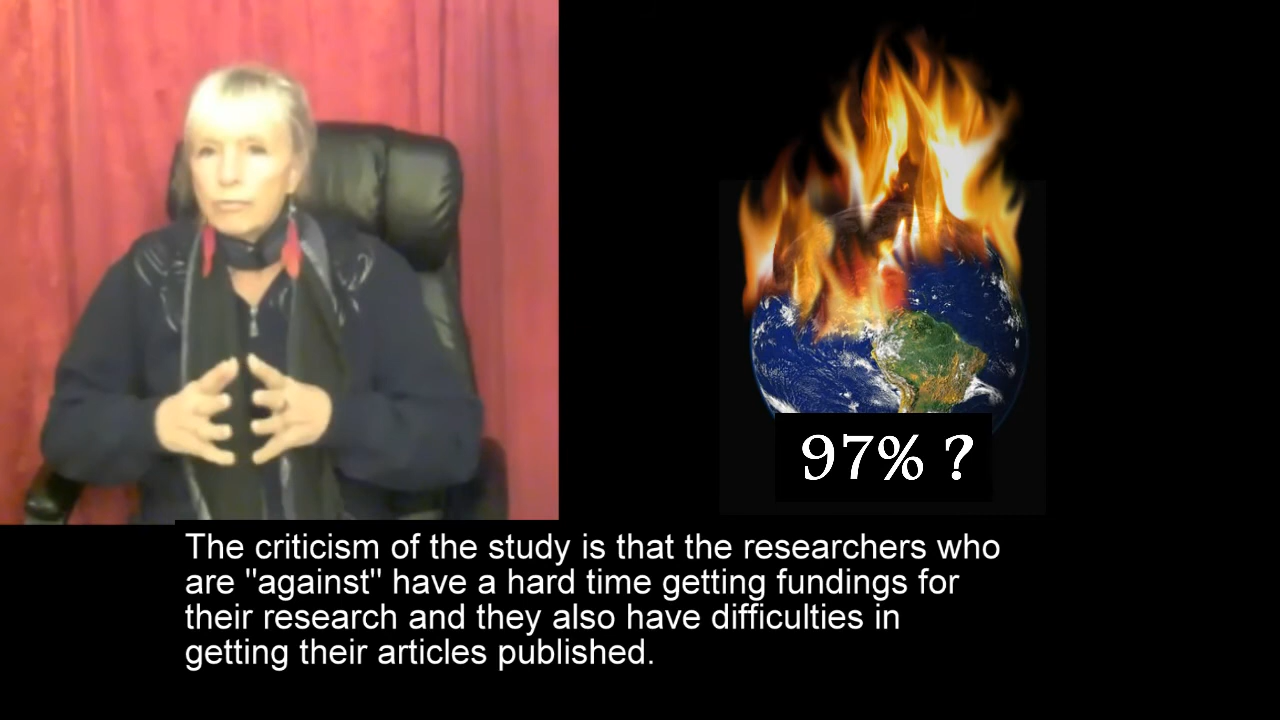 97% ?
The criticism of the study is that the researchers who
are "against" have a hard time getting fundings for
their research and they also have difficulties in
getting their articles published.